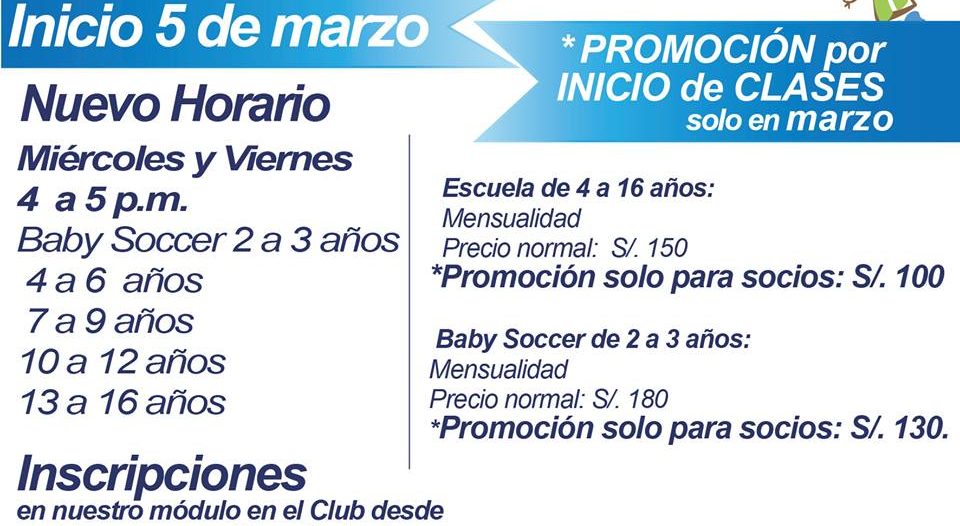 Inicio 5 de marzo
Nuevo Horario
Miércoles y Viernes
4 a 5 p.m.
Baby Soccer 2 a 3 años
4 a 6 años
7 a 9 años
10 a 12 años
13 a 16 años
Inscripciones
en nuestro módulo en el Club desde
* PROMOCIÓN por
INICIO de CLASES
solo en marzo
Escuela de 4 a 16 años:
Mensualidad
Precio normal: S/. 150
*Promoción solo para socios: S/. 100
Baby Soccer de 2 a 3 años:
Mensualidad
Precio normal: S/. 180
*Promoción solo para socios: S/. 130.